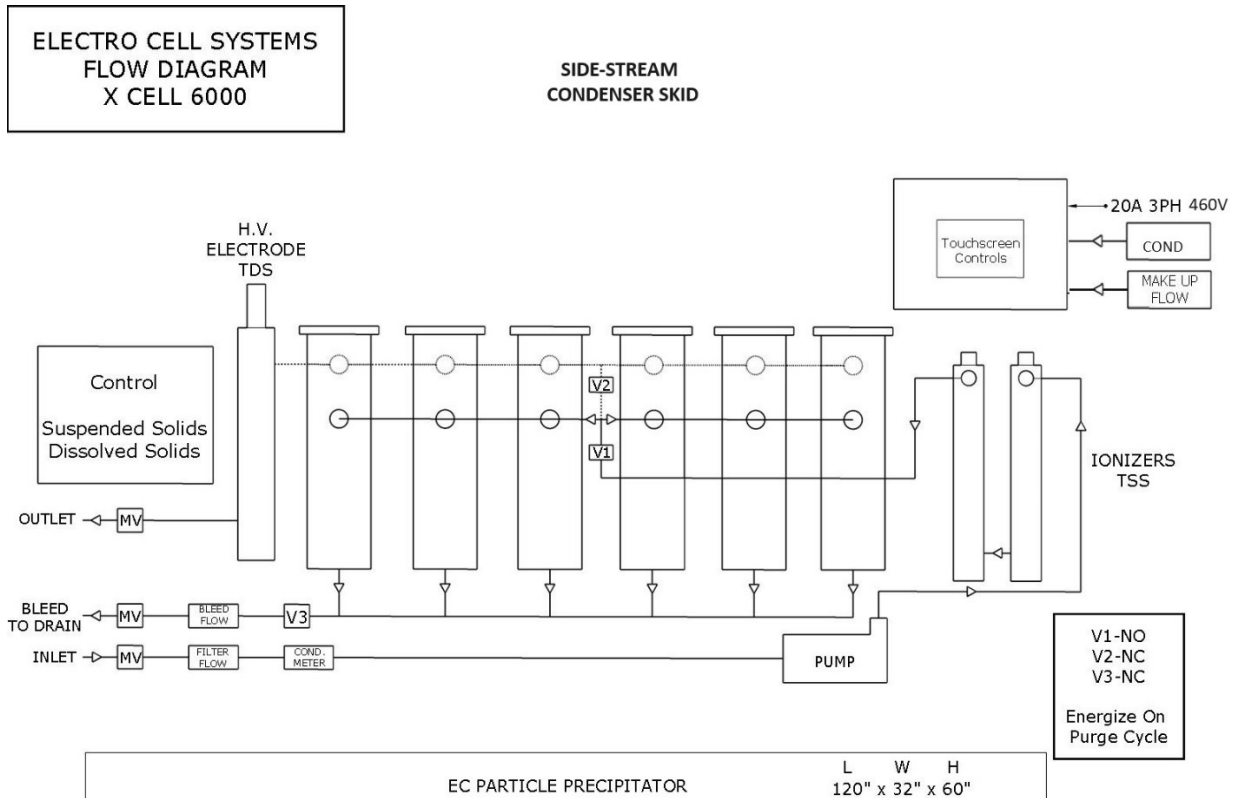 ELECTRO CELL SYSTEMS
FLOW DIAGRAM
X CELL 6000
SIDE-STREAM
CONDENSER SKID
20A 3PH 460V
Touchscreen
Controls
COND
MAKE UP
FLOW
H.V.
ELECTRODE
TDS
Control
Suspended Solids
Dissolved Solids
V2
V1
IONIZERS
TSS
OUTLET
MV
BLEED
TO DRAIN
MV
BLEED
FLOW
V3
INLET
MV
FILTER
FLOW
COND.
METER
PUMP
V1-NO
V2-NC
V3-NC
Energize On
Purge Cycle
EC PARTICLE PRECIPITATOR
L W H
120" x 32" x 60"